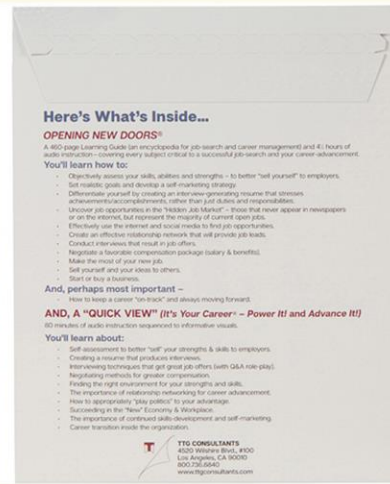 Here's What's Inside...
OPENING NEW DOORS®
A 460-page Learning Guide (an encyclopedia for job-search and career management) and 4½ hours of
audio instruction – covering every subject critical to a successful job-search and your career-advancement.
You'll learn how to:
- Objectively assess your skills, abilities and strengths – to better "sell yourself" to employers.
- Set realistic goals and develop a self-marketing strategy.
- Differentiate yourself by creating an interview-generating resume that stresses
achievements/accomplishments, rather than just duties and responsibilities.
- Uncover job opportunities in the "Hidden Job Market" – those that never appear in newspapers
or on the internet, but represent the majority of current open jobs.
- Effectively use the internet and social media to find job opportunities.
- Create an effective relationship network that will provide job leads.
- Conduct interviews that result in job offers.
- Negotiate a favorable compensation package (salary & benefits).
- Make the most of your new job.
- Sell yourself and your ideas to others.
- Start or buy a business.
And, perhaps most important –
- How to keep a career "on-track" and always moving forward.
AND, A "QUICK VIEW" (It's Your Career® – Power It! and Advance It!)
80 minutes of audio instruction sequenced to informative visuals.
You'll learn about:
- Self-assessment to better "sell" your strengths & skills to employers.
- Creating a resume that produces interviews.
- Interviewing techniques that get great job offers (with Q&A role-play).
- Negotiating methods for greater compensation.
- Finding the right environment for your strengths and skills.
- The importance of relationship networking for career advancement.
- How to appropriately "play politics" to your advantage.
- Succeeding in the "New" Economy & Workplace.
- The importance of continued skills-development and self-marketing.
- Career transition inside the organization.
T
TTG CONSULTANTS
4520 Wilshire Blvd., #100
Los Angeles, CA 90010
800.736.8840
www.ttgconsultants.com